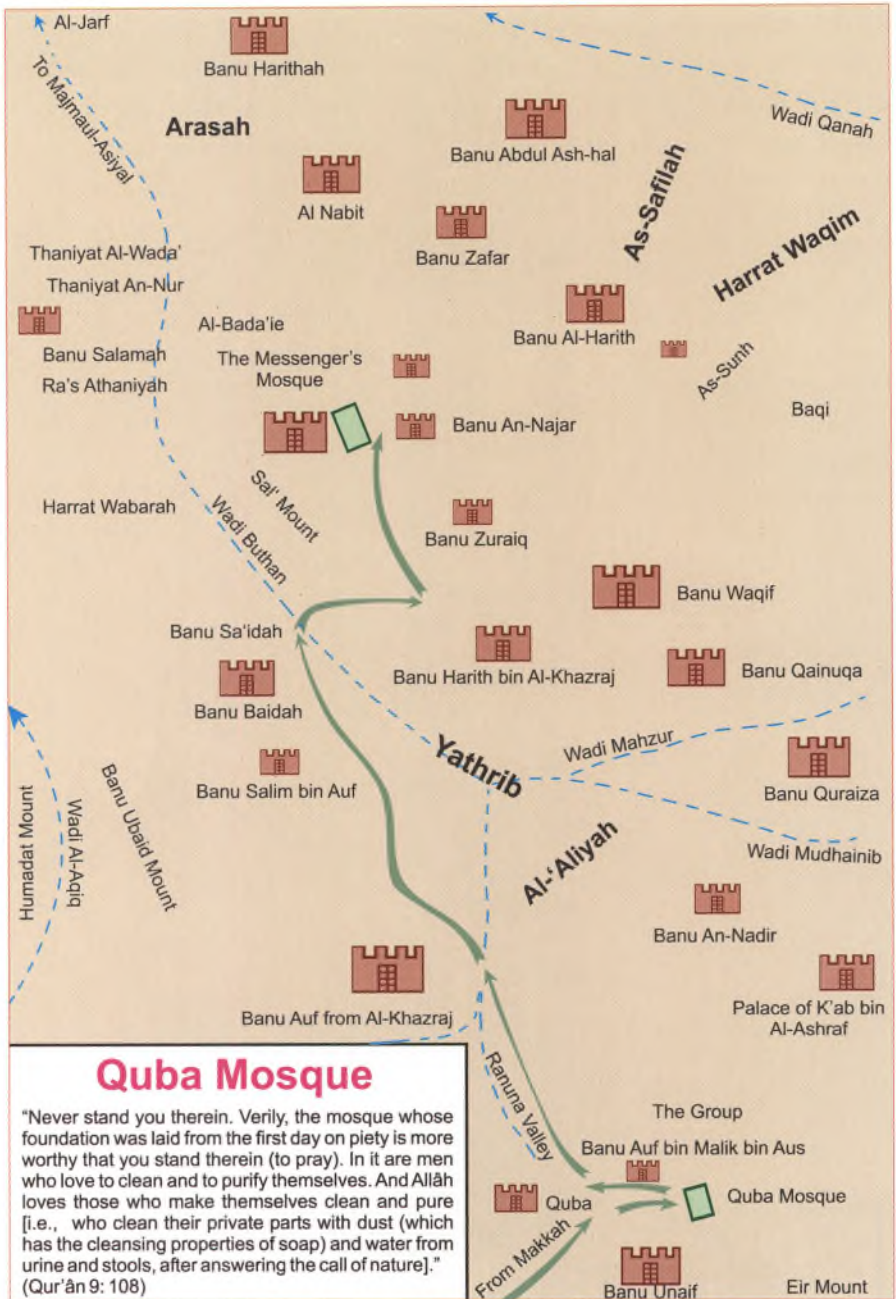 Al-Jarf
To Majmaul-Asiyal
Banu Harithah
Arasah
Wadi Qanah
Banu Abdul Ash-hal
As-Safilah
Al Nabit
Banu Zafar
Harrat Waqim
Thaniyat Al-Wada'
Thaniyat An-Nur
Banu Salamah
Ra's Athaniyah
Al-Bada'ie
The Messenger's
Mosque
Banu Al-Harith
As-Sunh
Baqi
Banu An-Najar
Sal' Mount
Harrat Wabarah
Wadi Buthan
Banu Zuraiq
Banu Waqif
Banu Sa'idah
Banu Harith bin Al-Khazraj
Banu Qainuqa
Banu Baidah
Yathrib
Wadi Mahzur
Banu Salim bin Auf
Banu Quraiza
Humadat Mount
Wadi Al-Aqiq
Banu Ubaid Mount
Al-'Aliyah
Wadi Mudhainib
Banu An-Nadir
Banu Auf from Al-Khazraj
Palace of K'ab bin
Al-Ashraf
Ranuna Valley
The Group
Banu Auf bin Malik bin Aus
Quba
Quba Mosque
From Makkah
Banu Unaif
Eir Mount
Quba Mosque
"Never stand you therein. Verily, the mosque whose
foundation was laid from the first day on piety is more
worthy that you stand therein (to pray). In it are men
who love to clean and to purify themselves. And Allâh
loves those who make themselves clean and pure
[i.e., who clean their private parts with dust (which
has the cleansing properties of soap) and water from
urine and stools, after answering the call of nature]."
(Qur'ân 9: 108)